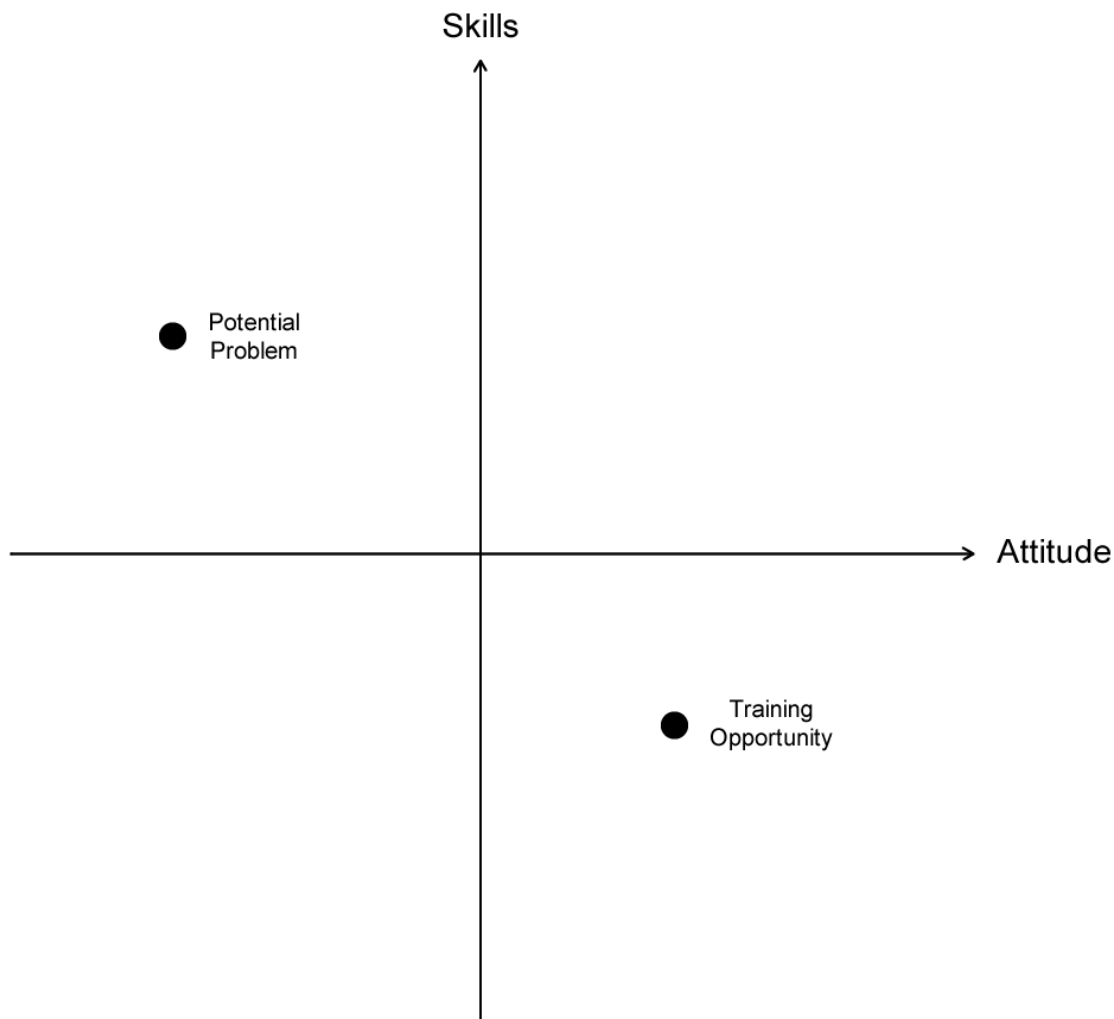 Skills
Potential
Problem
Attitude
Training
Opportunity